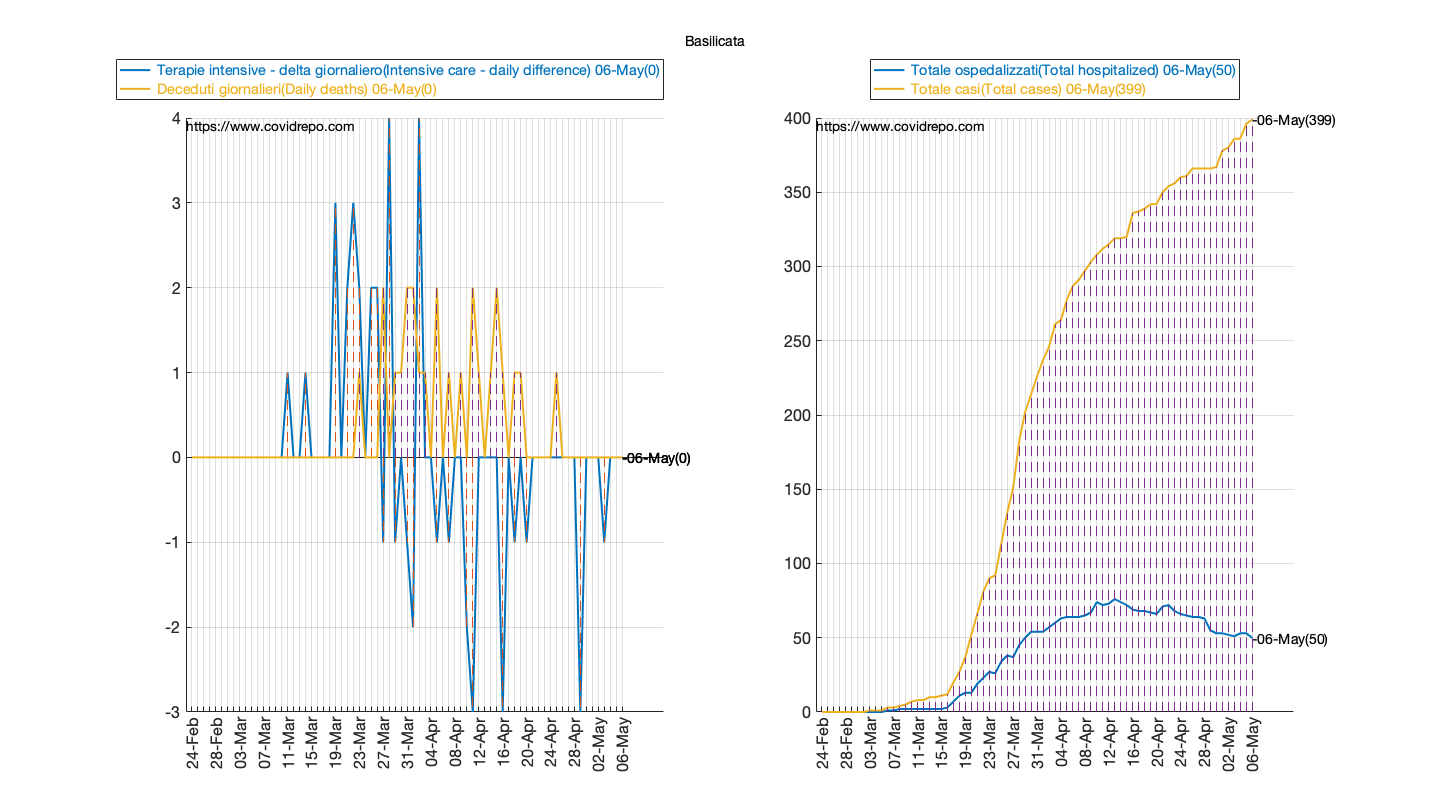 Basilicata
Terapie intensive - delta giornaliero(Intensive care - daily difference) 06-May(0)
Deceduti giornalieri(Daily deaths) 06-May(0)
https://www.covidrepo.com
4
3
2
1
0
-1
-2
-3
06-May(0)
24-Feb
28-Feb
03-Mar
07-Mar
11-Mar
15-Mar
19-Mar
23-Mar
27-Mar
31-Mar
04-Apr
08-Apr
12-Apr
16-Apr
20-Apr
24-Apr
28-Apr
02-May
06-May
Totale ospedalizzati(Total hospitalized) 06-May(50)
Totale casi(Total cases) 06-May(399)
https://www.covidrepo.com
400
350
300
250
200
150
100
50
0
06-May(399)
06-May(50)
24-Feb
28-Feb
03-Mar
07-Mar
11-Mar
15-Mar
19-Mar
23-Mar
27-Mar
31-Mar
04-Apr
08-Apr
12-Apr
16-Apr
20-Apr
24-Apr
28-Apr
02-May
06-May